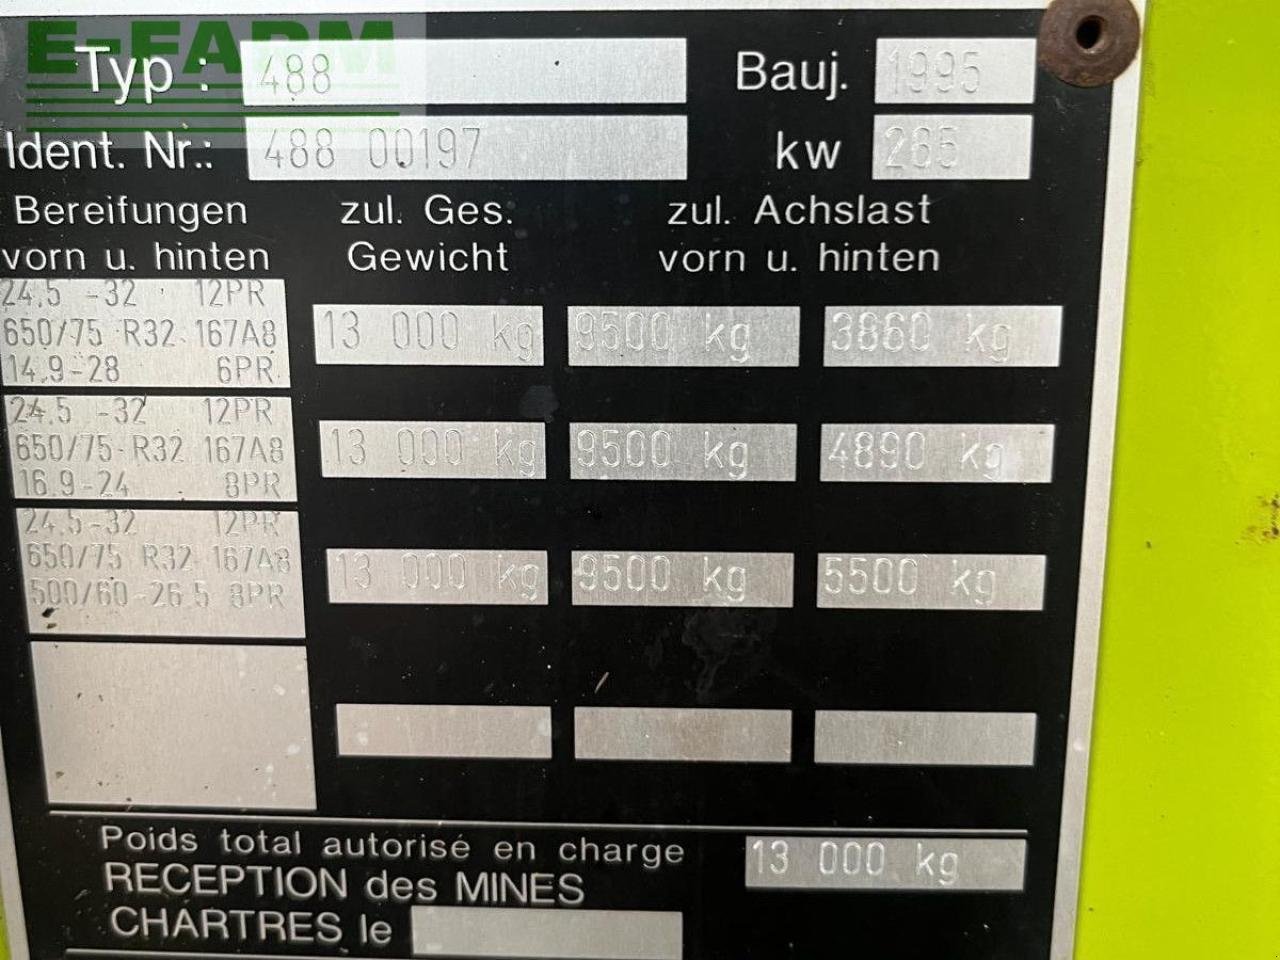 E-FARM
Typ : 488 Bauj. 1995
Ident. Nr.: 488 00197 kw 265
Bereifungen zul. Ges. zul. Achslast
vorn u. hinten Gewicht vorn u. hinten
24.5 -32 12PR
650/75 R32 167A8 13 000 kg 9500 kg 3860 kg
14.9-28 6PR
24.5 -32 12PR
650/75 R32 167A8 13 000 kg 9500 kg 4890 kg
16.9-24 8PR
24.5-32 12PR
650/75 R32 167A8 13 000 kg 9500 kg 5500 kg
500/60-26.5 8PR
Poids total autorisé en charge 13 000 kg
RECEPTION des MINES
CHARTRES le